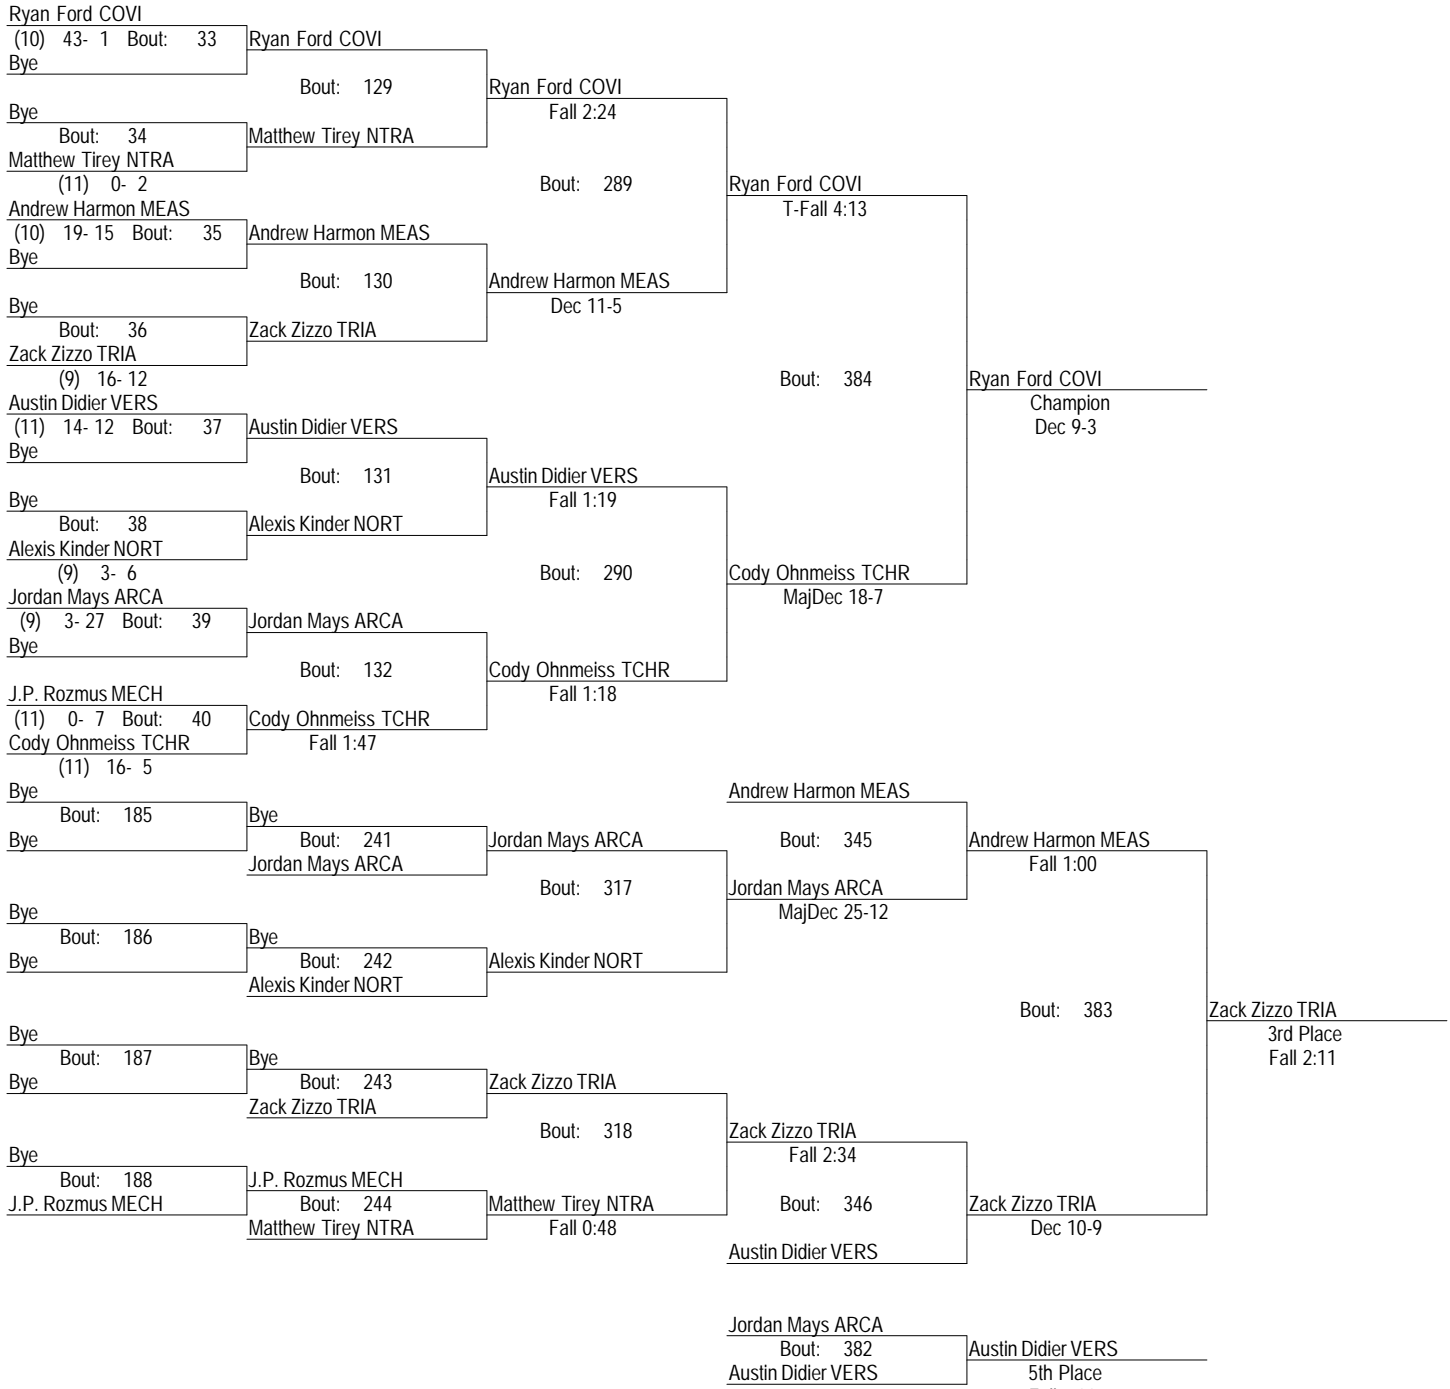 Ryan Ford COVI
(10) 43- 1 Bout: 33 Ryan Ford COVI
Bye
Bout: 129 Ryan Ford COVI
Bye Fall 2:24
Bout: 34 Matthew Tirey NTRA
Matthew Tirey NTRA
(11) 0- 2 Bout: 289 Ryan Ford COVI
Andrew Harmon MEAS T-Fall 4:13
(10) 19- 15 Bout: 35 Andrew Harmon MEAS
Bye
Bout: 130 Andrew Harmon MEAS
Bye Dec 11-5
Bout: 36 Zack Zizzo TRIA
Zack Zizzo TRIA
(9) 16- 12 Bout: 384 Ryan Ford COVI
Austin Didier VERS Champion
(11) 14- 12 Bout: 37 Austin Didier VERS Dec 9-3
Bye
Bout: 131 Austin Didier VERS
Bye Fall 1:19
Bout: 38 Alexis Kinder NORT
Alexis Kinder NORT
(9) 3- 6 Bout: 290 Cody Ohnmeiss TCHR
Jordan Mays ARCA MajDec 18-7
(9) 3- 27 Bout: 39 Jordan Mays ARCA
Bye
Bout: 132 Cody Ohnmeiss TCHR
J.P. Rozmus MECH Fall 1:18
(11) 0- 7 Bout: 40 Cody Ohnmeiss TCHR
Cody Ohnmeiss TCHR Fall 1:47
(11) 16- 5
Bye Andrew Harmon MEAS
Bout: 185 Bye
Bye Bout: 241 Jordan Mays ARCA Bout: 345 Andrew Harmon MEAS
Jordan Mays ARCA Fall 1:00
Bout: 317 Jordan Mays ARCA
Bye MajDec 25-12
Bout: 186 Bye
Bye Bout: 242 Alexis Kinder NORT
Alexis Kinder NORT
Bout: 383 Zack Zizzo TRIA
Bye 3rd Place
Bout: 187 Bye Fall 2:11
Bye Bout: 243 Zack Zizzo TRIA
Zack Zizzo TRIA
Bout: 318 Zack Zizzo TRIA
Bye Fall 2:34
Bout: 188 J.P. Rozmus MECH
J.P. Rozmus MECH Bout: 244 Matthew Tirey NTRA Bout: 346 Zack Zizzo TRIA
Matthew Tirey NTRA Fall 0:48 Dec 10-9
Austin Didier VERS
Jordan Mays ARCA
Bout: 382 Austin Didier VERS
Austin Didier VERS 5th Place